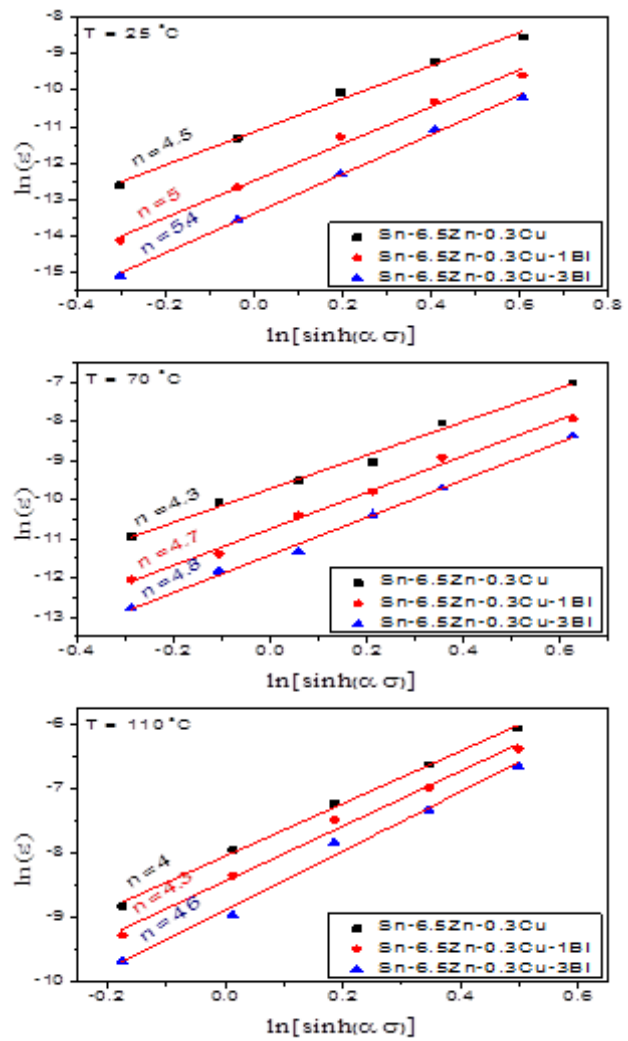 T = 25 °C
-8
-9
-10
-11
-12
-13
-14
-15
ln(ε)
n=4.5
n=5
n=5.4
Sn-6.5Zn-0.3Cu
Sn-6.5Zn-0.3Cu-1Bi
Sn-6.5Zn-0.3Cu-3Bi
-0.4 -0.2 0.0 0.2 0.4 0.6 0.8
ln[sinh(α σ)]
T = 70 °C
-7
-8
-9
-10
-11
-12
-13
ln(ε)
n=4.3
n=4.7
n=4.8
Sn-6.5Zn-0.3Cu
Sn-6.5Zn-0.3Cu-1Bi
Sn-6.5Zn-0.3Cu-3Bi
-0.4 -0.2 0.0 0.2 0.4 0.6
ln[sinh(α σ)]
T = 110 °C
-6
-7
-8
-9
-10
ln(ε)
n=4
n=4.3
n=4.6
Sn-6.5Zn-0.3Cu
Sn-6.5Zn-0.3Cu-1Bi
Sn-6.5Zn-0.3Cu-3Bi
-0.2 0.0 0.2 0.4 0.6
ln[sinh(α σ)]